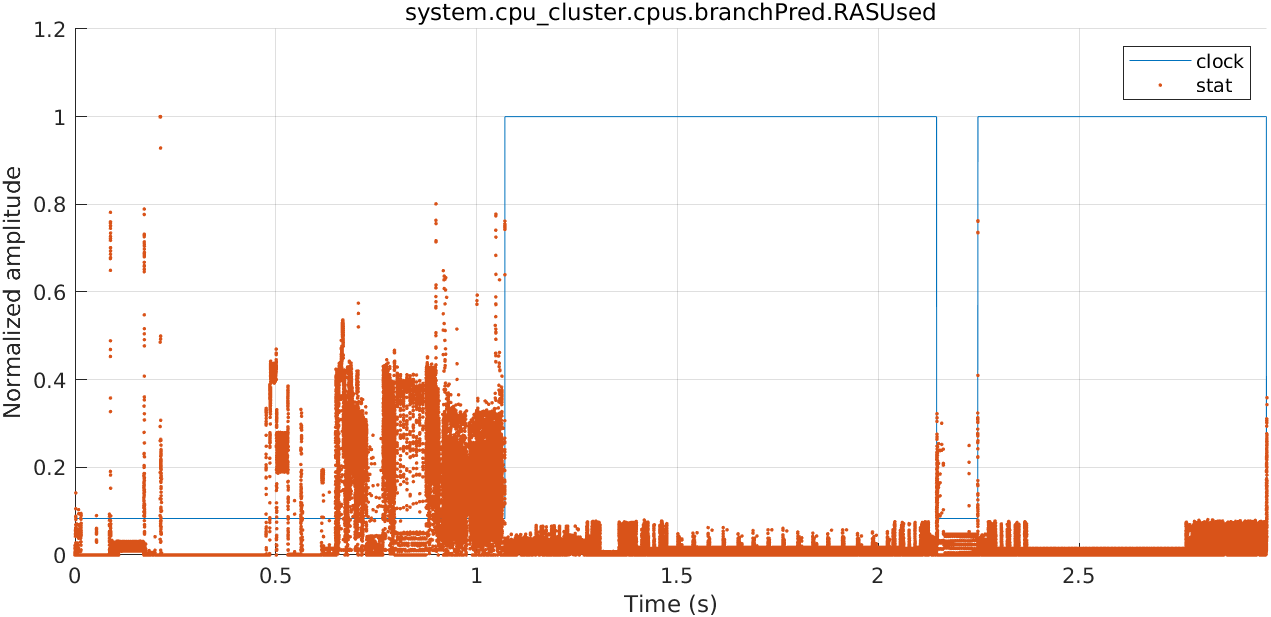 system.cpu_cluster.cpus.branchPred.RASUsed
1.2
1
0.8
0.6
0.4
0.2
0
Normalized amplitude
clock
stat
0 0.5 1 1.5 2 2.5
Time (s)